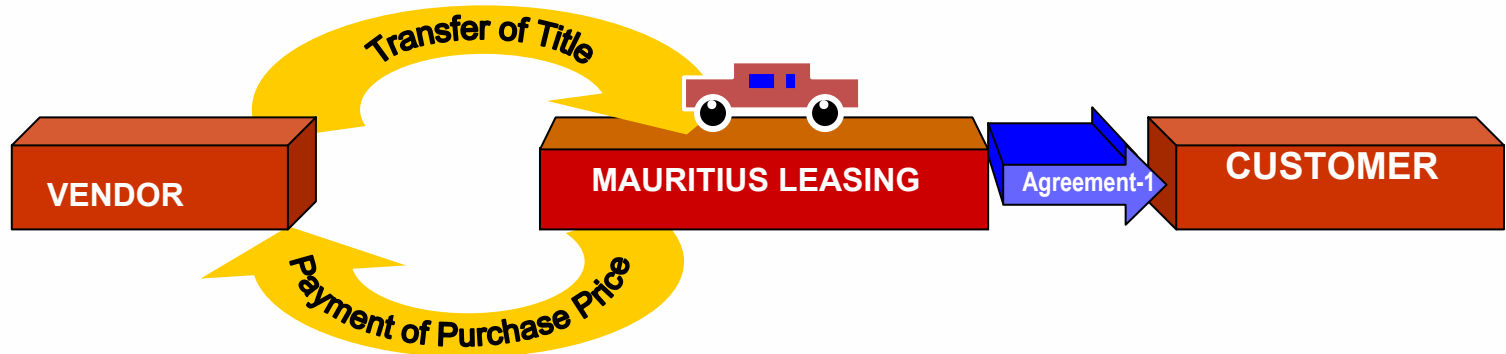 Transfer of Title
VENDOR
MAURITIUS LEASING
Agreement-1
CUSTOMER
Payment of Purchase Price